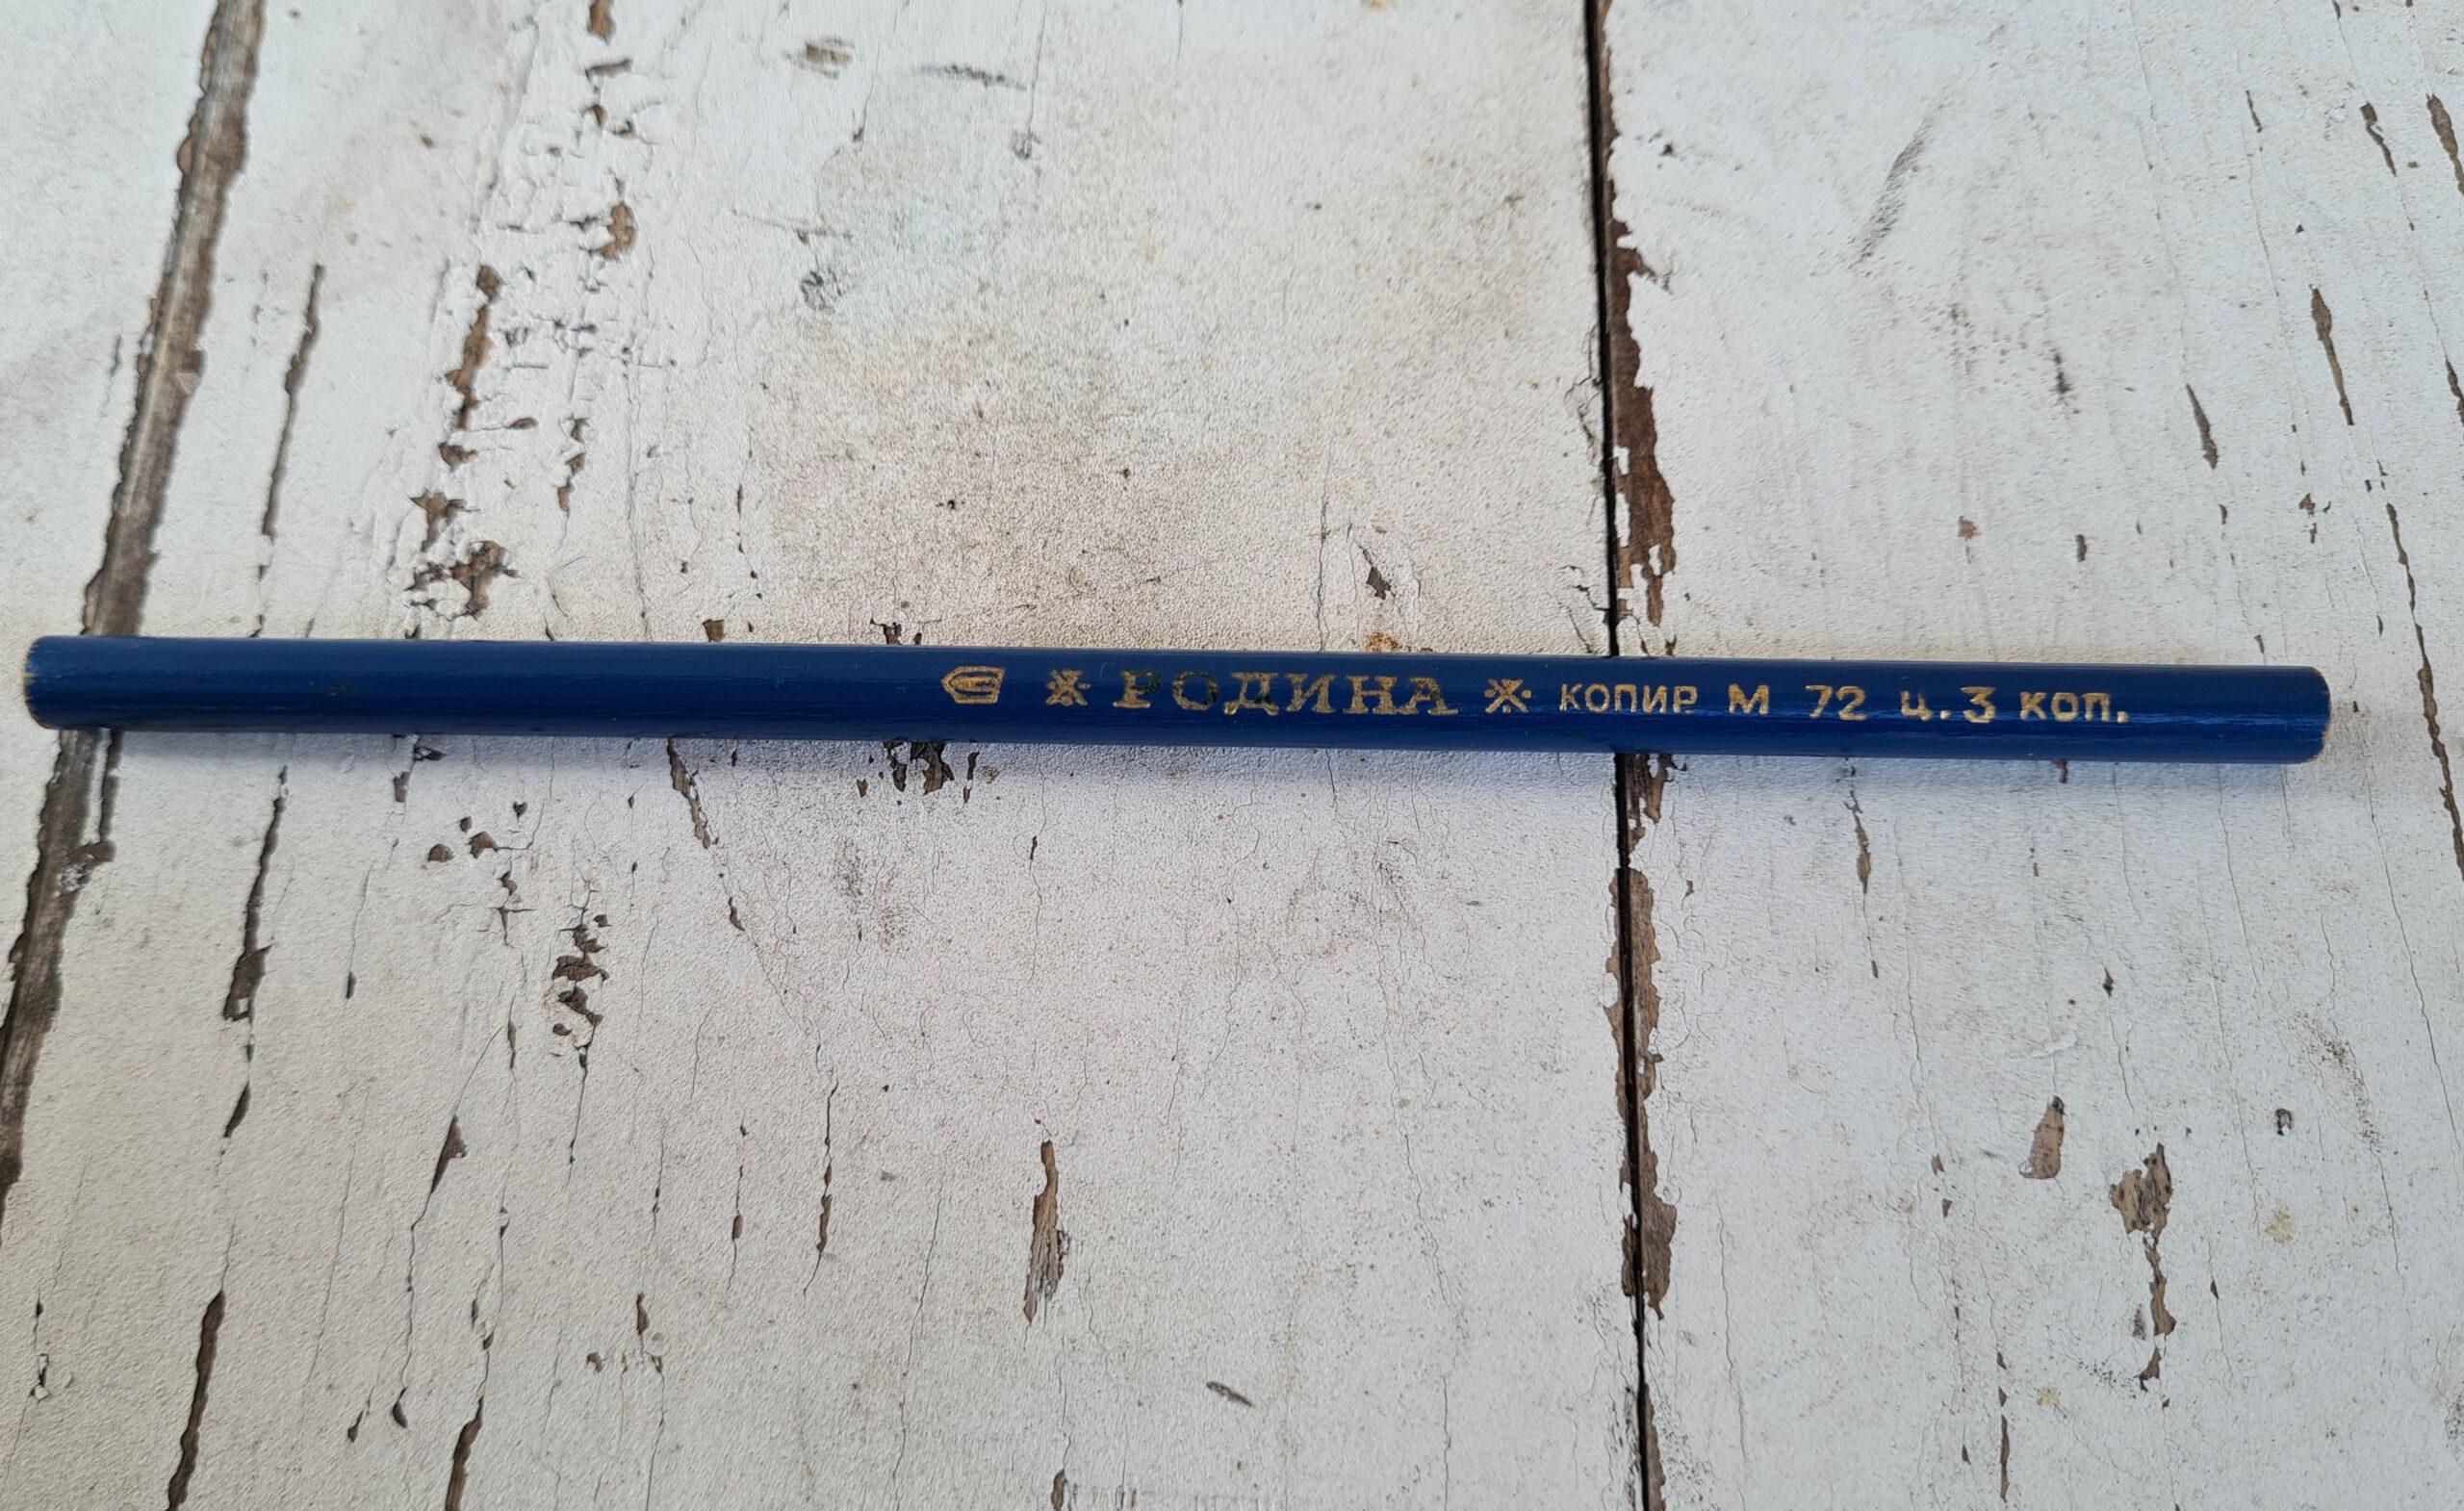 РОДИНА КОПИР М 72 ц. 3 коп.